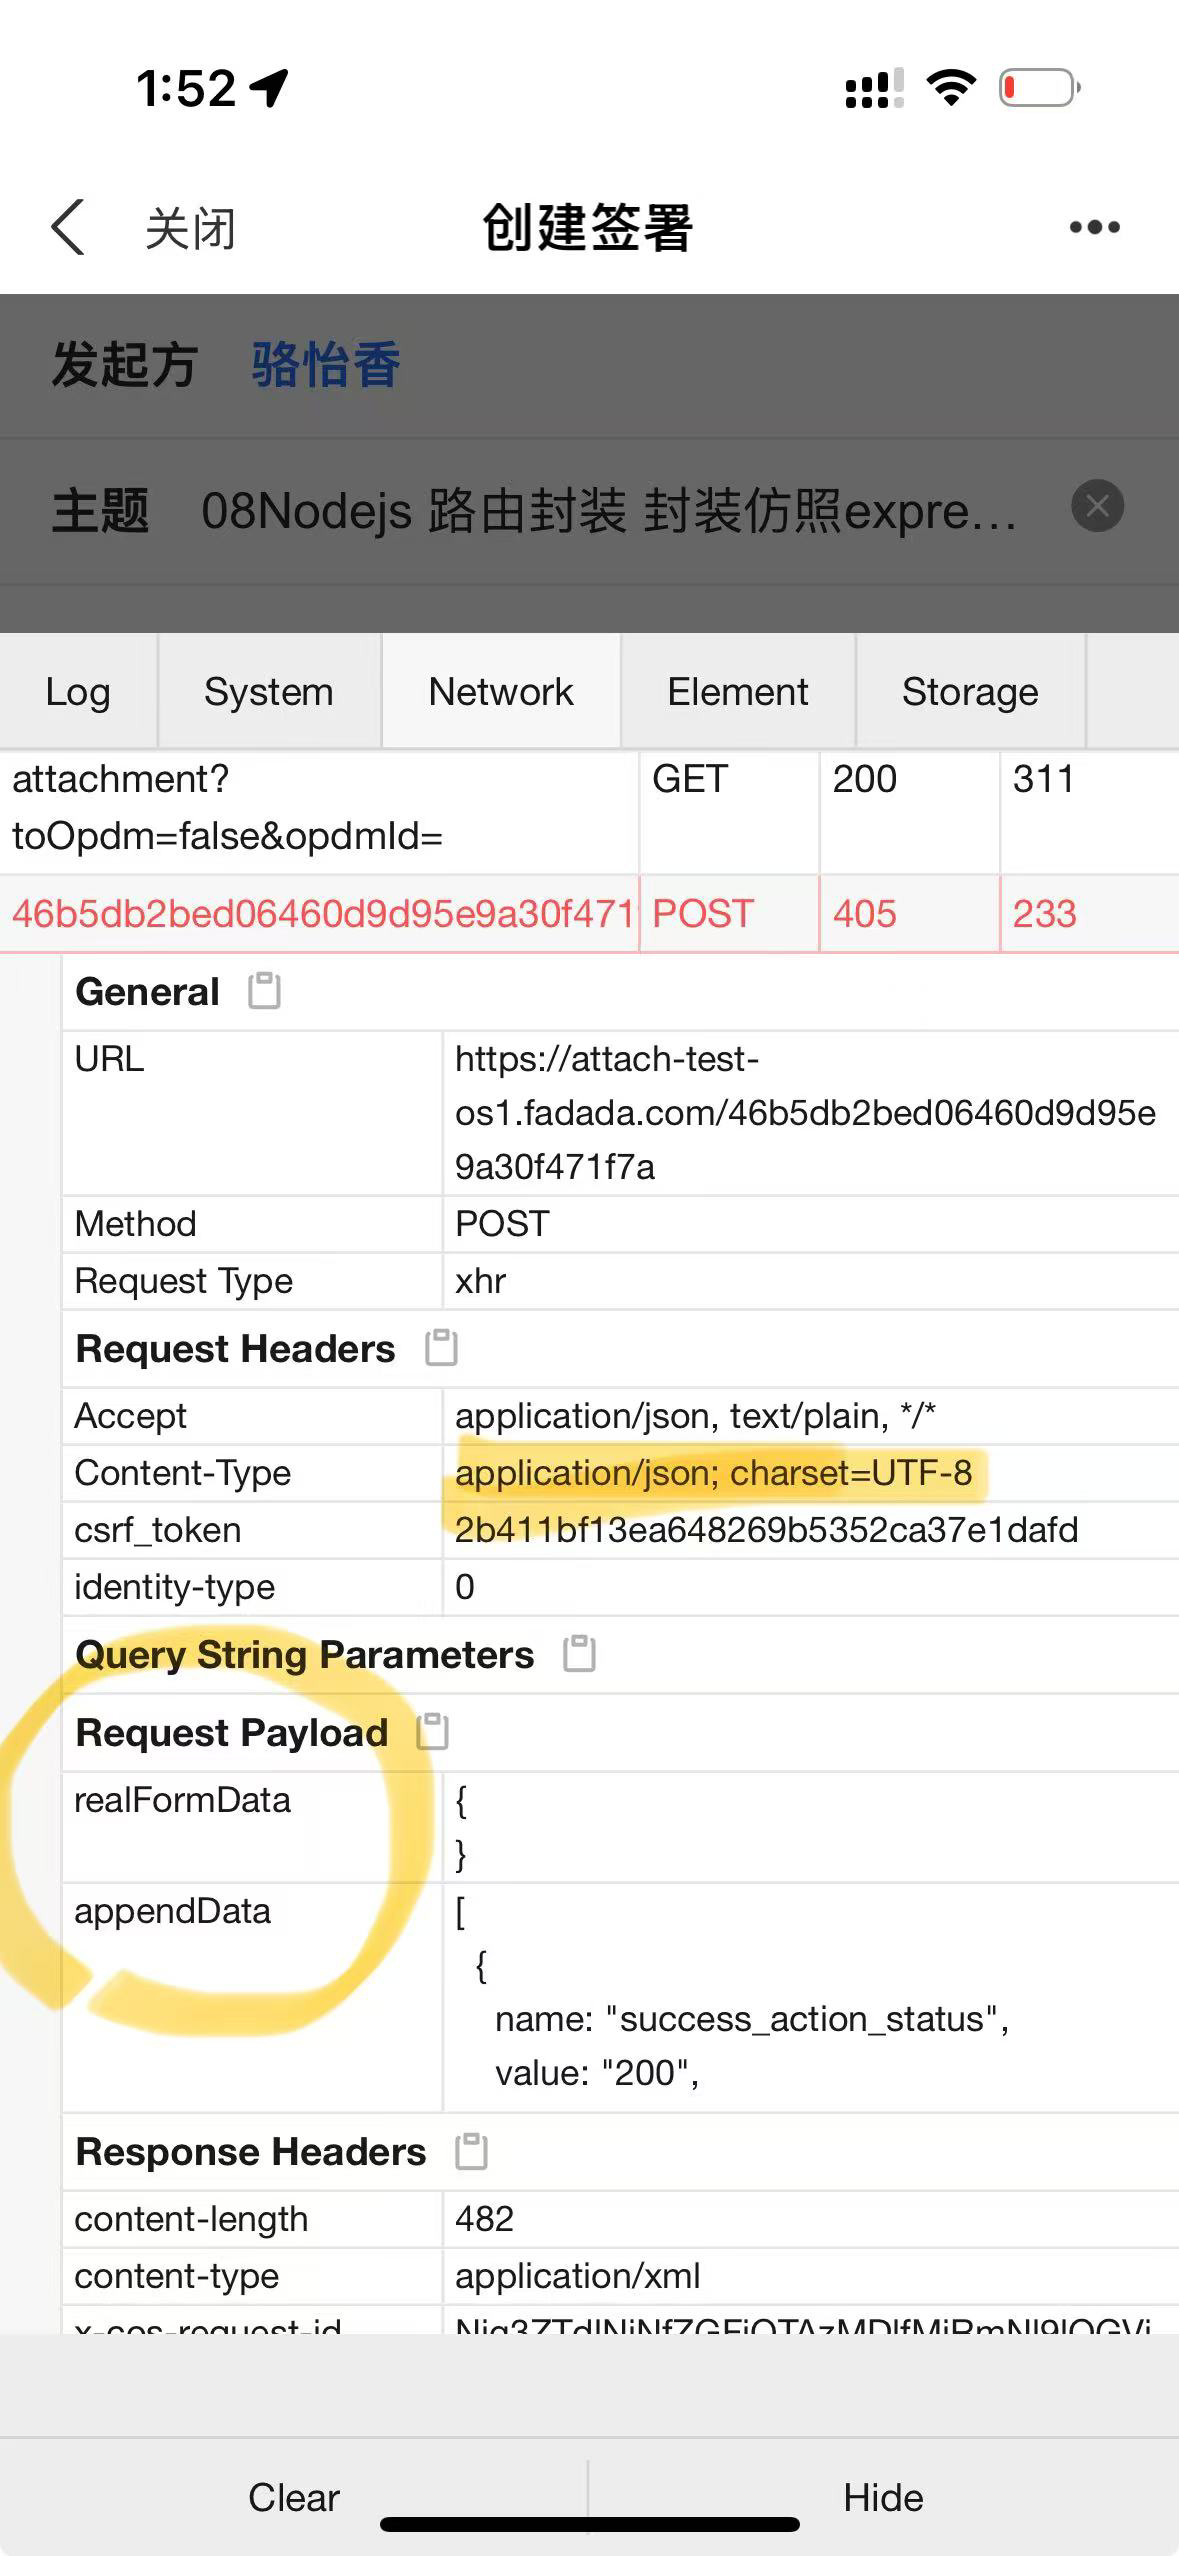 1:52
关闭
创建签署
发起方 骆怡香
主题 08Nodejs 路由封装 封装仿照expre...
Log System Network Element Storage
attachment? GET 200 311
toOpdm=false&opdmId=
46b5db2bed06460d9d95e9a30f471 POST 405 233
General
URL https://attach-test-
os1.fadada.com/46b5db2bed06460d9d95e
9a30f471f7a
Method POST
Request Type xhr
Request Headers
Accept application/json, text/plain, */*
Content-Type application/json; charset=UTF-8
csrf_token 2b411bf13ea648269b5352ca37e1dafd
identity-type 0
Query String Parameters
Request Payload
realFormData {
}
appendData [
{
name: "success_action_status",
value: "200",
Response Headers
content-length 482
content-type application/xml
x-cos-request-id
Clear Hide